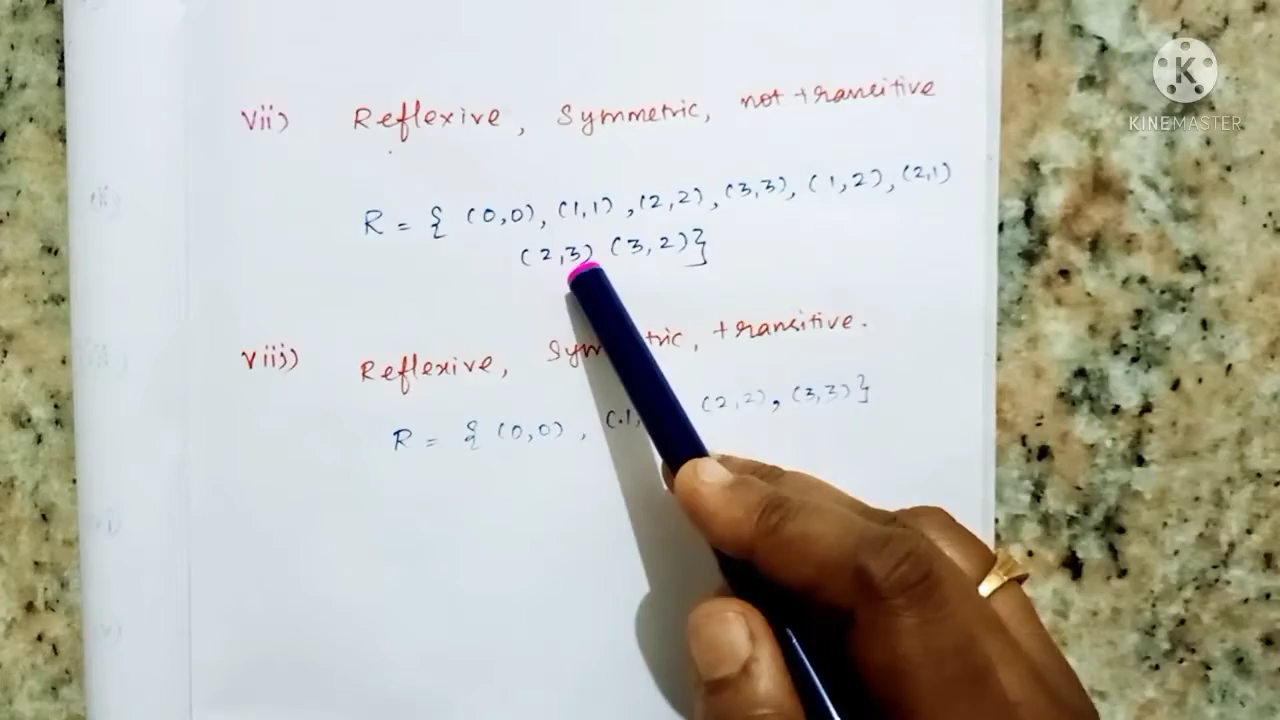 K
KINEMASTER
vii) Reflexive, Symmetric, not transitive
R = { (0,0), (1,1), (2,2), (3,3), (1,2), (2,1)
(2,3) (3,2)}
viii) Reflexive, transitive.
R = { (0,0), (2,2), (3,3)}